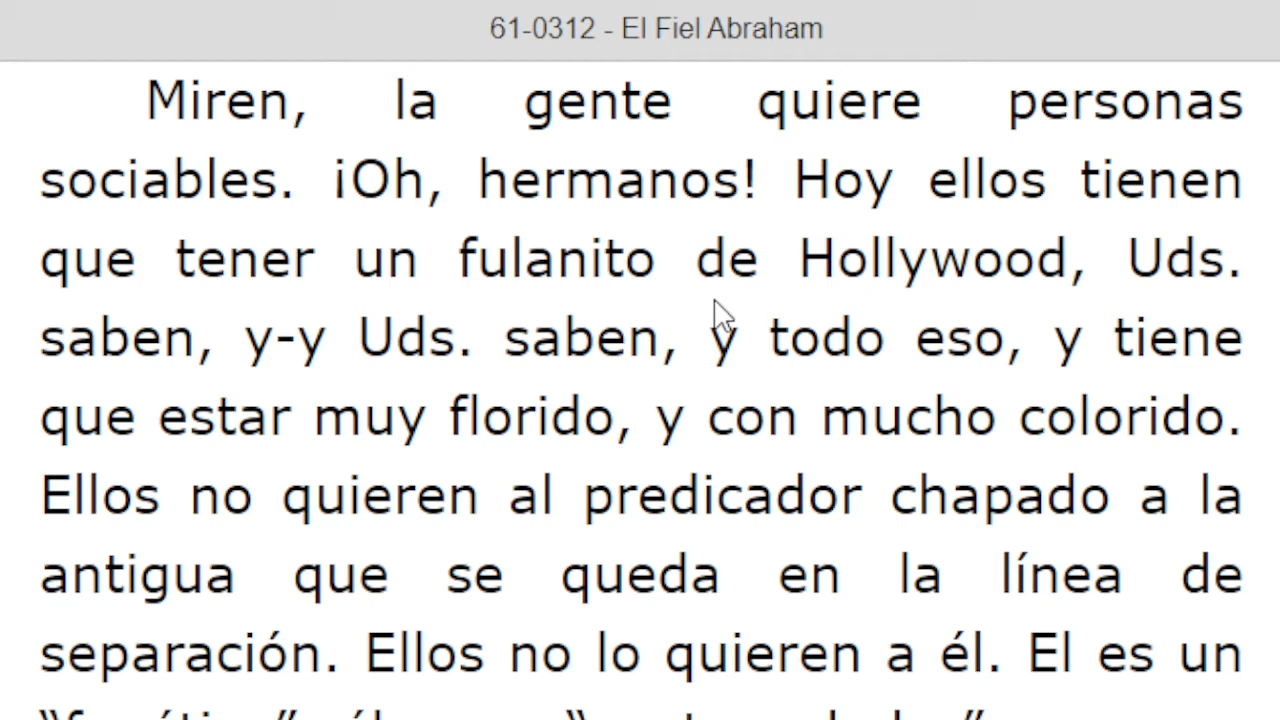 61-0312 - El Fiel Abraham
Miren, la gente quiere personas
sociables. ¡Oh, hermanos! Hoy ellos tienen
que tener un fulanito de Hollywood, Uds.
saben, y-y Uds. saben, y todo eso, y tiene
que estar muy florido, y con mucho colorido.
Ellos no quieren al predicador chapado a la
antigua que se queda en la línea de
separación. Ellos no lo quieren a él. El es un